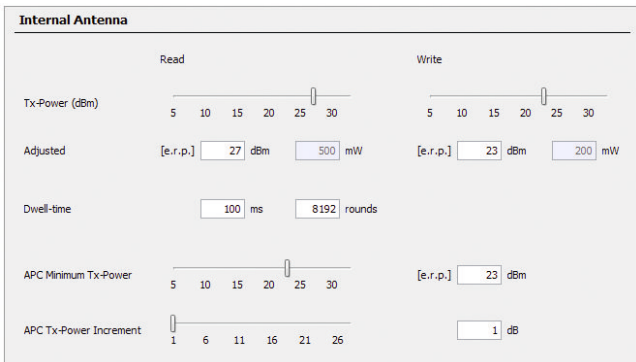 Internal Antenna
Read Write
Tx-Power (dBm)
5 10 15 20 25 30 5 10 15 20 25 30
Adjusted [e.r.p.] 27 dBm 500 mW [e.r.p.] 23 dBm 200 mW
Dwell-time 100 ms 8192 rounds
APC Minimum Tx-Power [e.r.p.] 23 dBm
5 10 15 20 25 30
APC Tx-Power Increment 1 dB
1 6 11 16 21 26